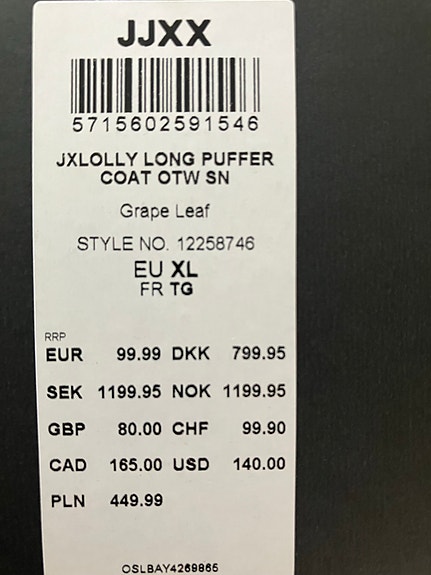 JJXX
5715602591546
JXLOLLY LONG PUFFER
COAT OTW SN
Grape Leaf
STYLE NO. 12258746
EU XL
FR TG
RRP
EUR 99.99 DKK 799.95
SEK 1199.95 NOK 1199.95
GBP 80.00 CHF 99.90
CAD 165.00 USD 140.00
PLN 449.99
OSLBAY4269865